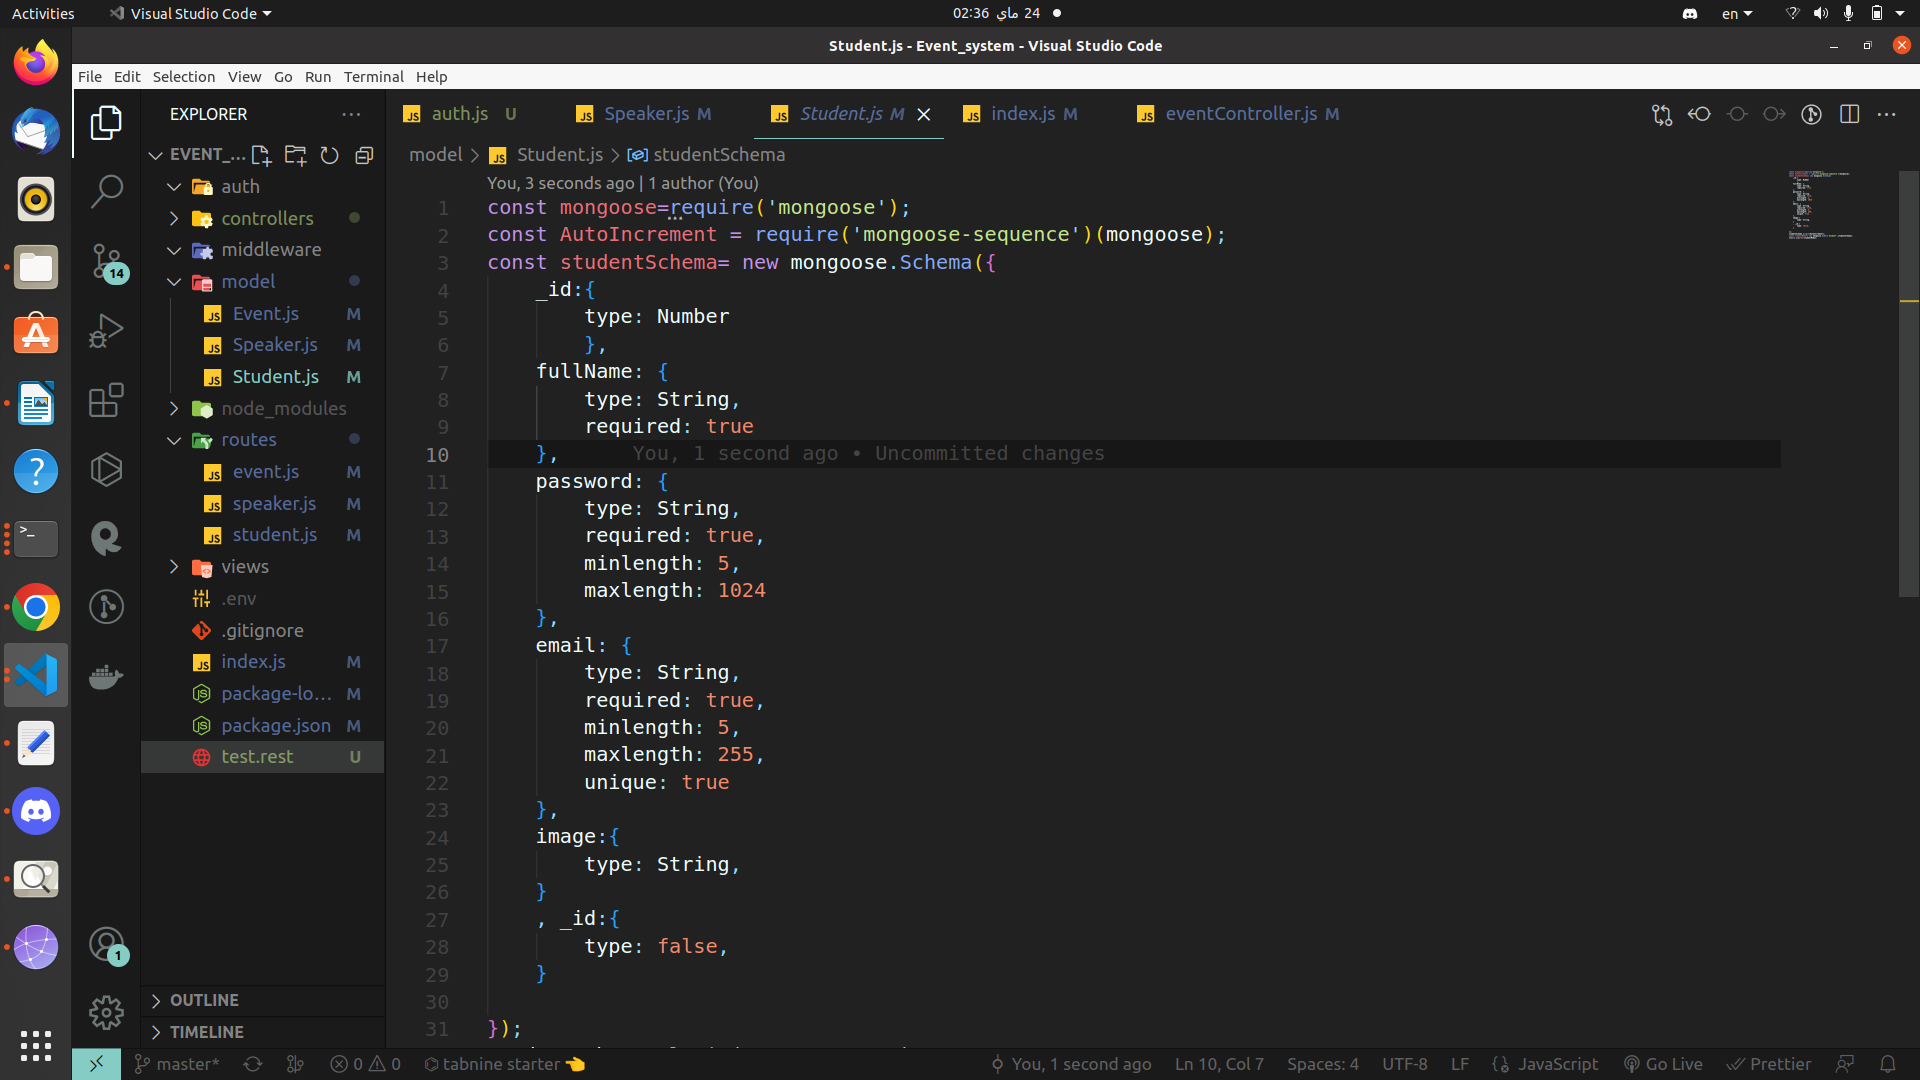 Activities
Visual Studio Code
24 ماي 02:36
en
Student.js - Event_system - Visual Studio Code
File Edit Selection View Go Run Terminal Help
EXPLORER
EVENT_...
auth
controllers
middleware
model
Event.js M
Speaker.js M
Student.js M
node_modules
routes
event.js M
speaker.js M
student.js M
views
.env
.gitignore
index.js M
package-lo... M
package.json M
test.rest U
OUTLINE
TIMELINE
14
1
auth.js U
Speaker.js M
Student.js M
index.js M
eventController.js M
model > Student.js > studentSchema
You, 3 seconds ago | 1 author (You)
1 const mongoose=require('mongoose');
2 const AutoIncrement = require('mongoose-sequence')(mongoose);
3 const studentSchema= new mongoose.Schema({
4 _id:{
5 type: Number
6 },
7 fullName: {
8 type: String,
9 required: true
10 }, You, 1 second ago • Uncommitted changes
11 password: {
12 type: String,
13 required: true,
14 minlength: 5,
15 maxlength: 1024
16 },
17 email: {
18 type: String,
19 required: true,
20 minlength: 5,
21 maxlength: 255,
22 unique: true
23 },
24 image:{
25 type: String,
26 }
27 , _id:{
28 type: false,
29 }
30
31 });
master* 0 0 tabnine starter
You, 1 second ago Ln 10, Col 7 Spaces: 4 UTF-8 LF JavaScript Go Live Prettier